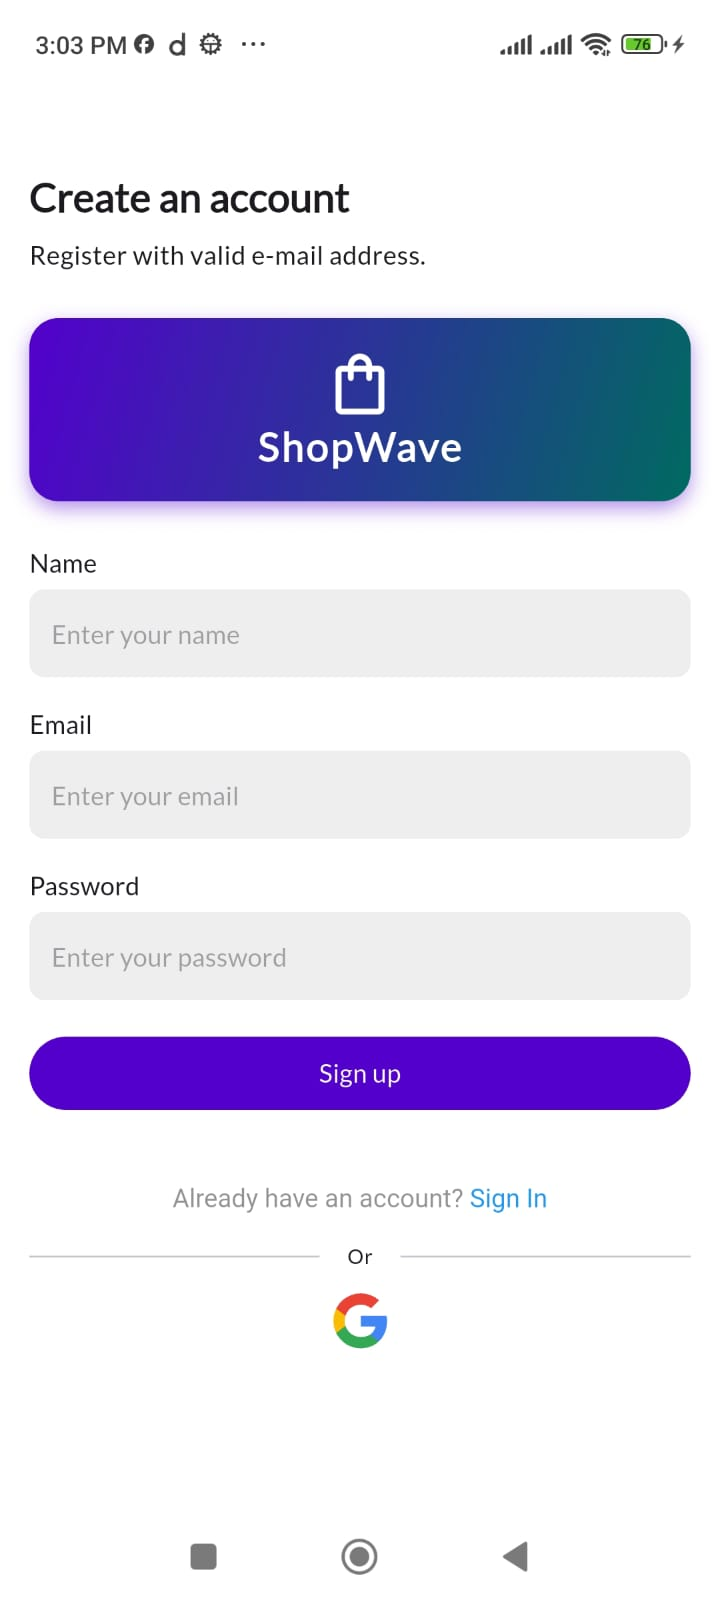 3:03 PM
76
Create an account
Register with valid e-mail address.
ShopWave
Name
Enter your name
Email
Enter your email
Password
Enter your password
Sign up
Already have an account? Sign In
Or